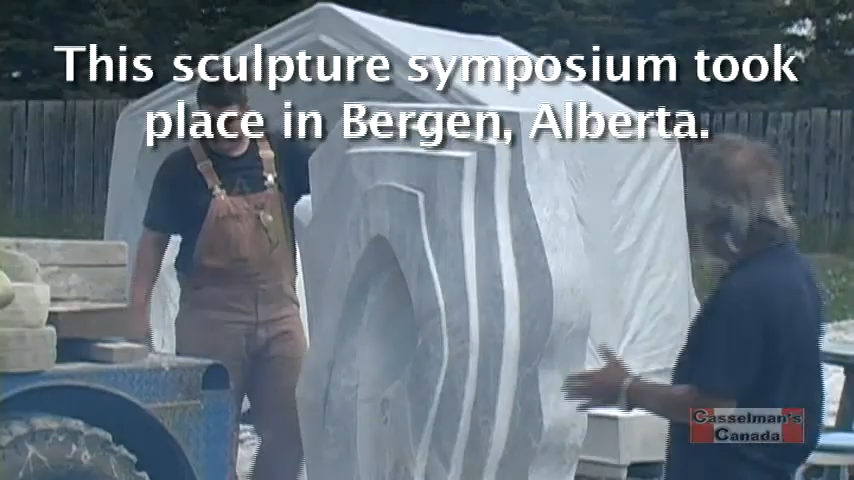 This sculpture symposium took
place in Bergen, Alberta.
Casselman's
Canada